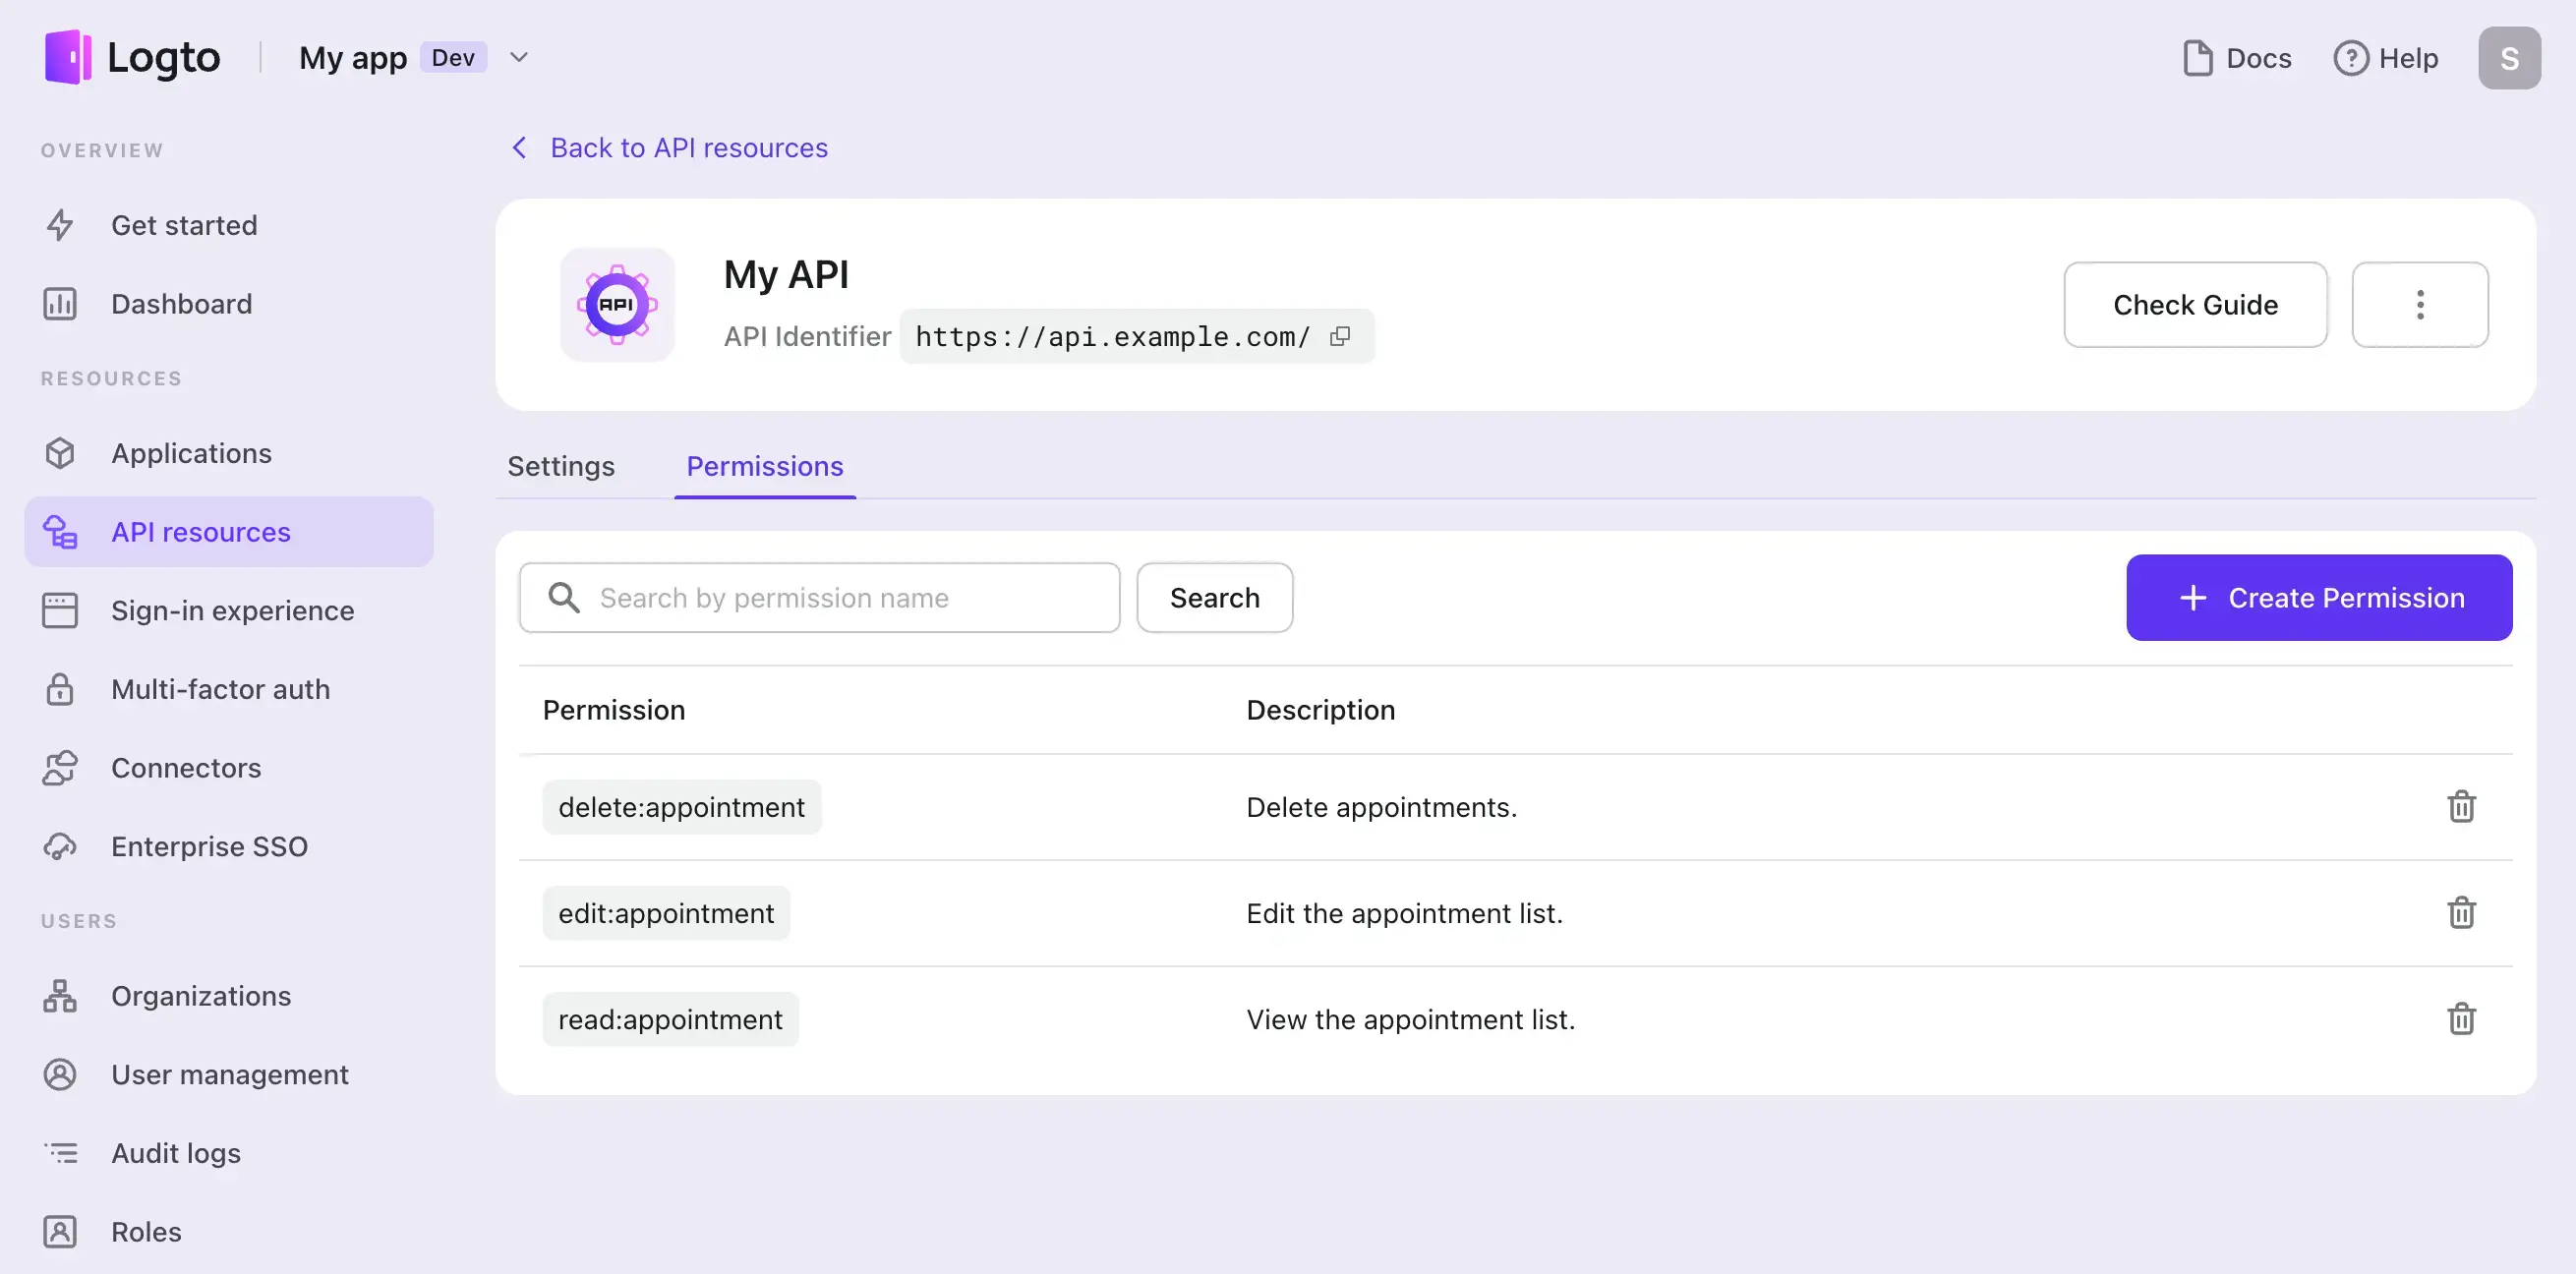 Logto My app Dev Docs Help S
OVERVIEW
Get started
Dashboard
RESOURCES
Applications
API resources
Sign-in experience
Multi-factor auth
Connectors
Enterprise SSO
USERS
Organizations
User management
Audit logs
Roles
Back to API resources
API
My API
API Identifier https://api.example.com/
Check Guide
Settings Permissions
Search by permission name Search + Create Permission
Permission Description
delete:appointment Delete appointments.
edit:appointment Edit the appointment list.
read:appointment View the appointment list.